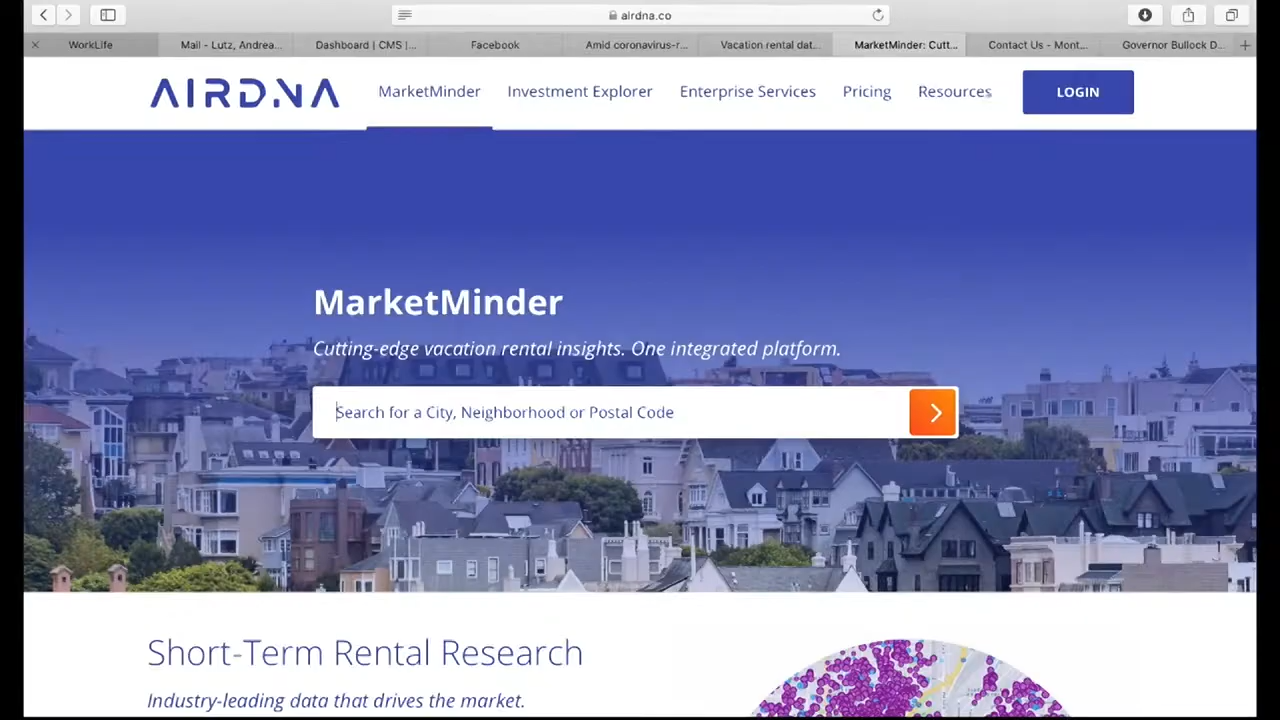 airdna.co
WorkLife
Mail - Lutz, Andrea...
Dashboard | CMS |...
Facebook
Amid coronavirus-r...
Vacation rental dat...
MarketMinder: Cutt...
Contact Us - Mont...
Governor Bullock D...
AIRDNA
MarketMinder
Investment Explorer
Enterprise Services
Pricing
Resources
LOGIN
MarketMinder
Cutting-edge vacation rental insights. One integrated platform.
Search for a City, Neighborhood or Postal Code
Short-Term Rental Research
Industry-leading data that drives the market.